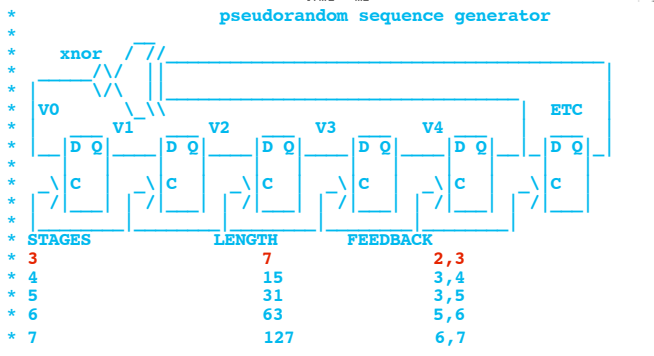 pseudorandom sequence generator
xnor
V0 ETC
V1 V2 V3 V4
D Q D Q D Q D Q D Q D Q
C C C C C C
* STAGES LENGTH FEEDBACK
* 3 7 2,3
* 4 15 3,4
* 5 31 3,5
* 6 63 5,6
* 7 127 6,7